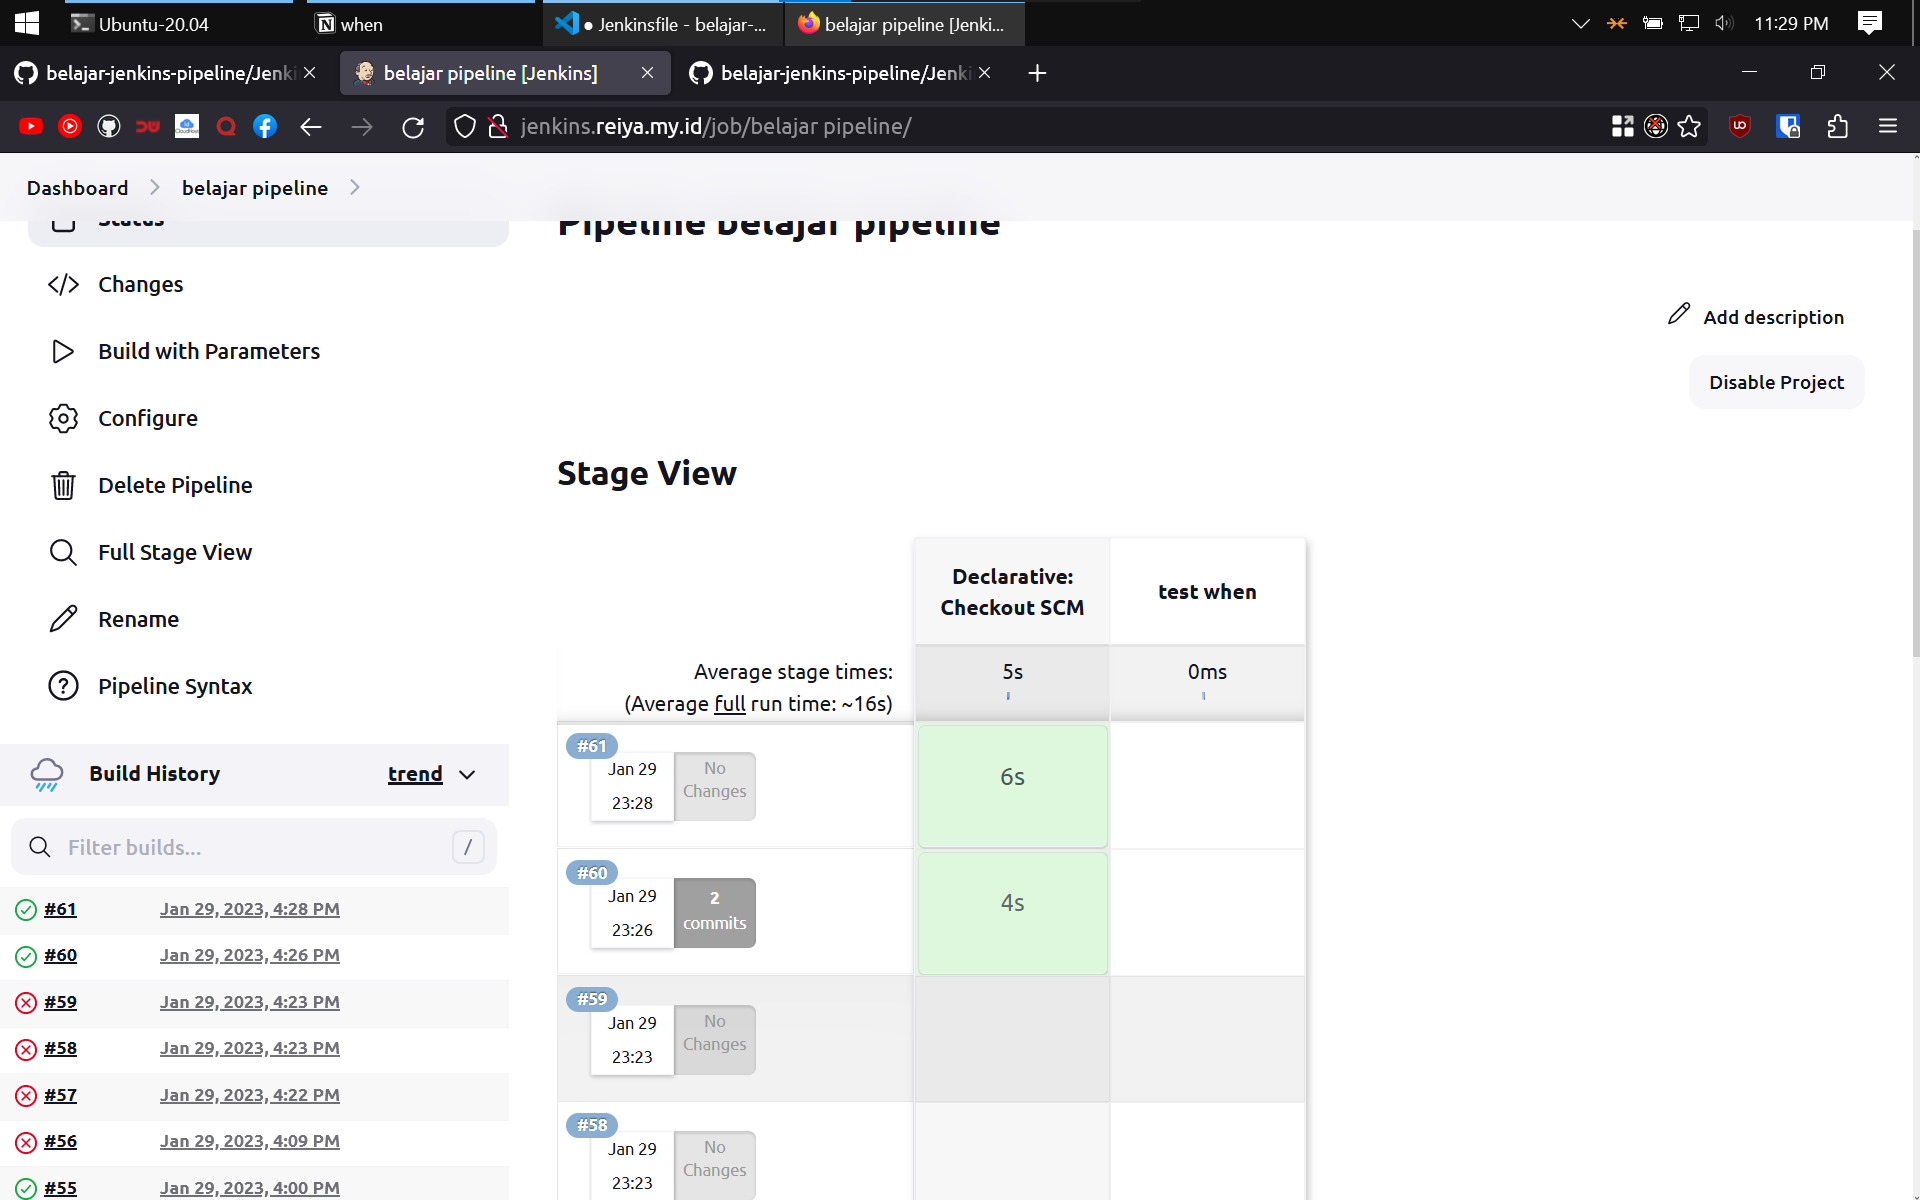 Ubuntu-20.04
when
● Jenkinsfile - belajar-...
belajar pipeline [Jenki...
11:29 PM
belajar-jenkins-pipeline/Jenki
belajar pipeline [Jenkins]
belajar-jenkins-pipeline/Jenki
jenkins.reiya.my.id/job/belajar pipeline/
Dashboard
belajar pipeline
Status
Pipeline belajar pipeline
Changes
Build with Parameters
Configure
Delete Pipeline
Full Stage View
Rename
Pipeline Syntax
Add description
Disable Project
Stage View
Declarative:
Checkout SCM
test when
Average stage times:
(Average full run time: ~16s)
5s
0ms
#61
Jan 29
23:28
No
Changes
6s
#60
Jan 29
23:26
2
commits
4s
#59
Jan 29
23:23
No
Changes
#58
Jan 29
23:23
No
Changes
Build History
trend
Filter builds...
/
#61 Jan 29, 2023, 4:28 PM
#60 Jan 29, 2023, 4:26 PM
#59 Jan 29, 2023, 4:23 PM
#58 Jan 29, 2023, 4:23 PM
#57 Jan 29, 2023, 4:22 PM
#56 Jan 29, 2023, 4:09 PM
#55 Jan 29, 2023, 4:00 PM